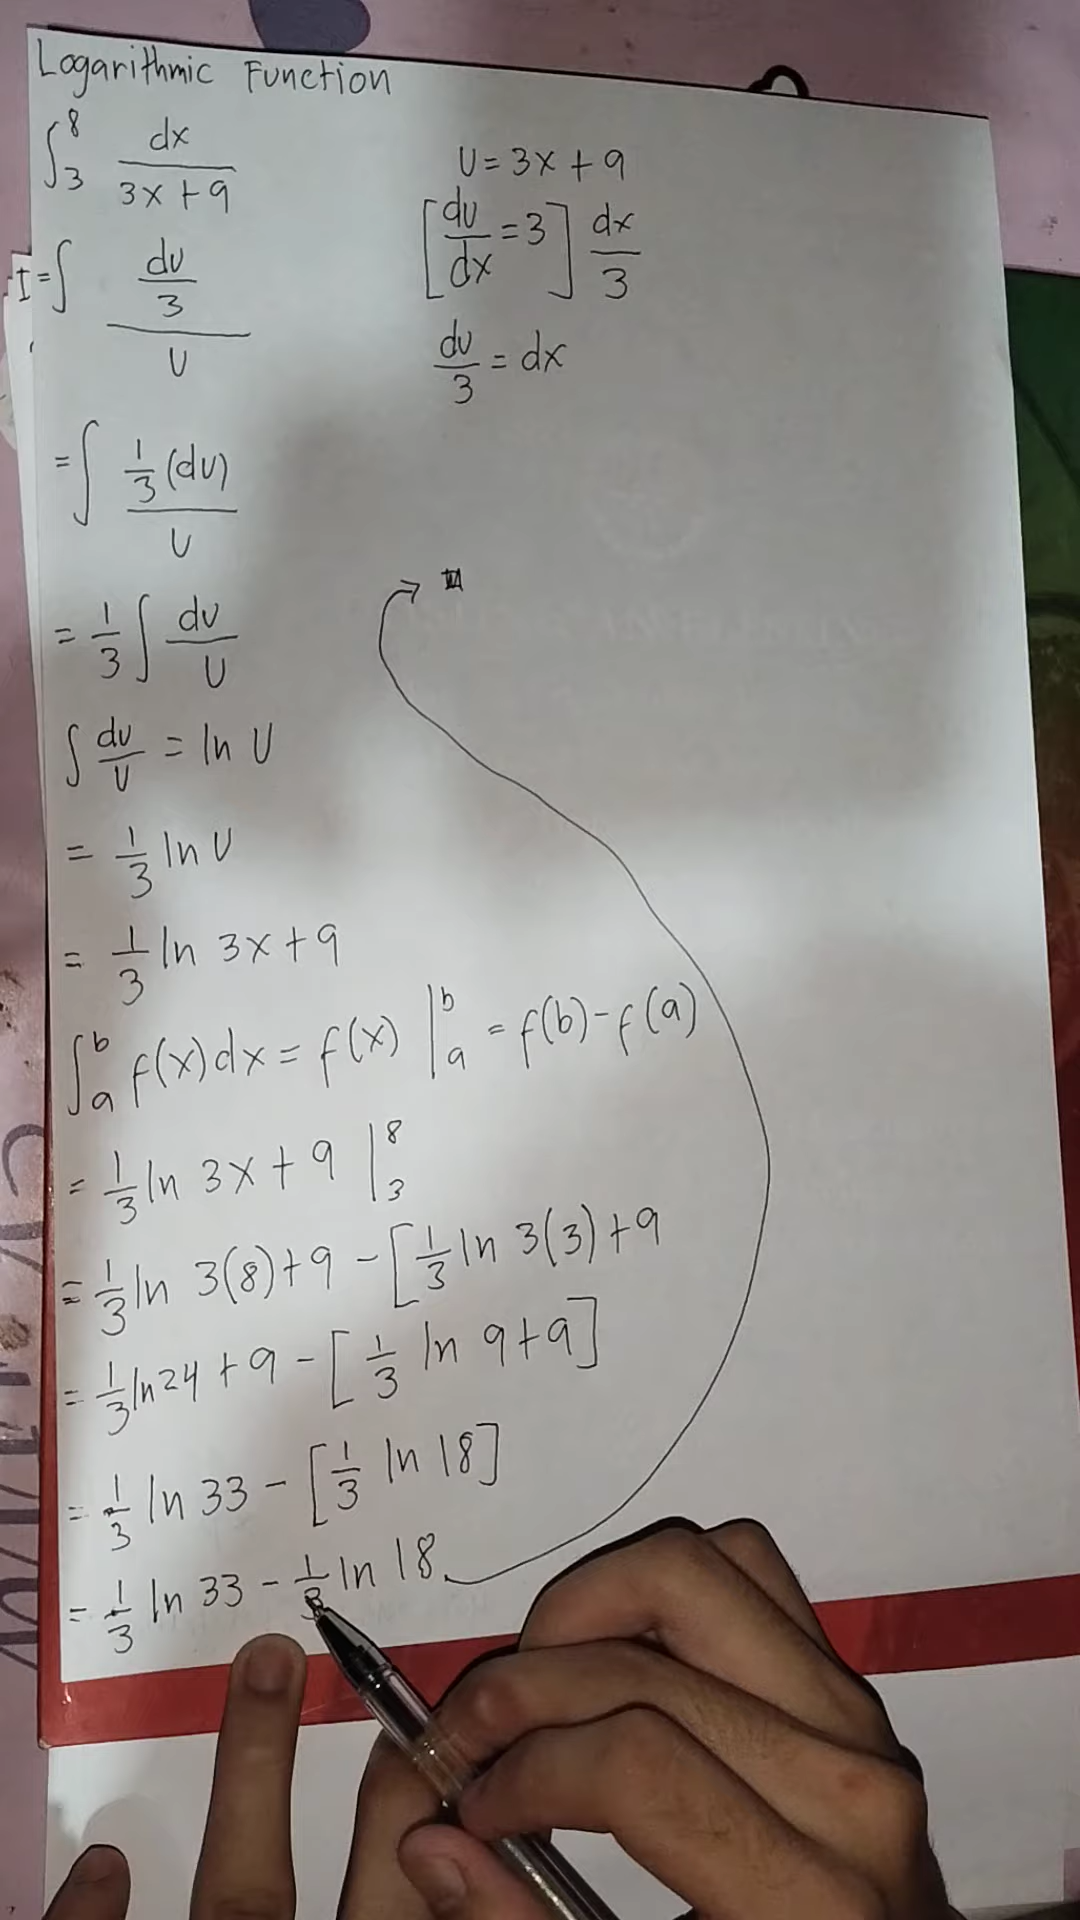 Logarithmic Function
∫₃⁸ dx/(3x+9)
U = 3x + 9
[du/dx = 3] dx/3
I = ∫ (du/3)/U
du/3 = dx
= ∫ (1/3 (du))/U
= 1/3 ∫ du/U
∫ du/U = ln U
= 1/3 ln U
= 1/3 ln 3x + 9
∫ₐᵇ f(x)dx = f(x) |ₐᵇ = f(b) - f(a)
= 1/3 ln 3x + 9 |₃⁸
= 1/3 ln 3(8)+9 - [1/3 ln 3(3)+9
= 1/3 ln 24 + 9 - [1/3 ln 9+9]
= 1/3 ln 33 - [1/3 ln 18]
= 1/3 ln 33 - 1/3 ln 18